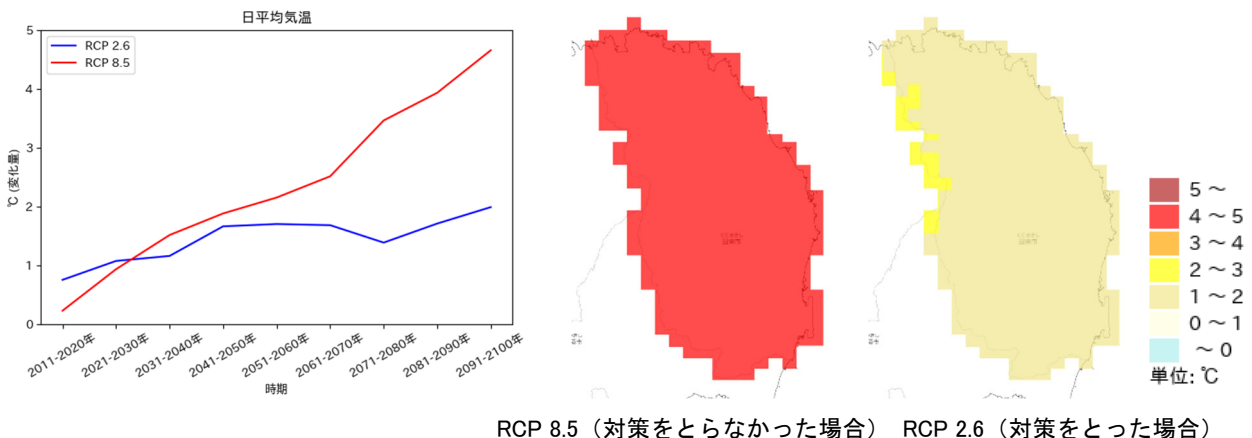 日平均気温
RCP 2.6
RCP 8.5
℃ (変化量)
5
4
3
2
1
0
2011-2020年
2021-2030年
2031-2040年
2041-2050年
2051-2060年
2061-2070年
2071-2080年
2081-2090年
2091-2100年
時期
5 ~
4 ~ 5
3 ~ 4
2 ~ 3
1 ~ 2
0 ~ 1
~ 0
単位: ℃
RCP 8.5（対策をとらなかった場合）
RCP 2.6（対策をとった場合）